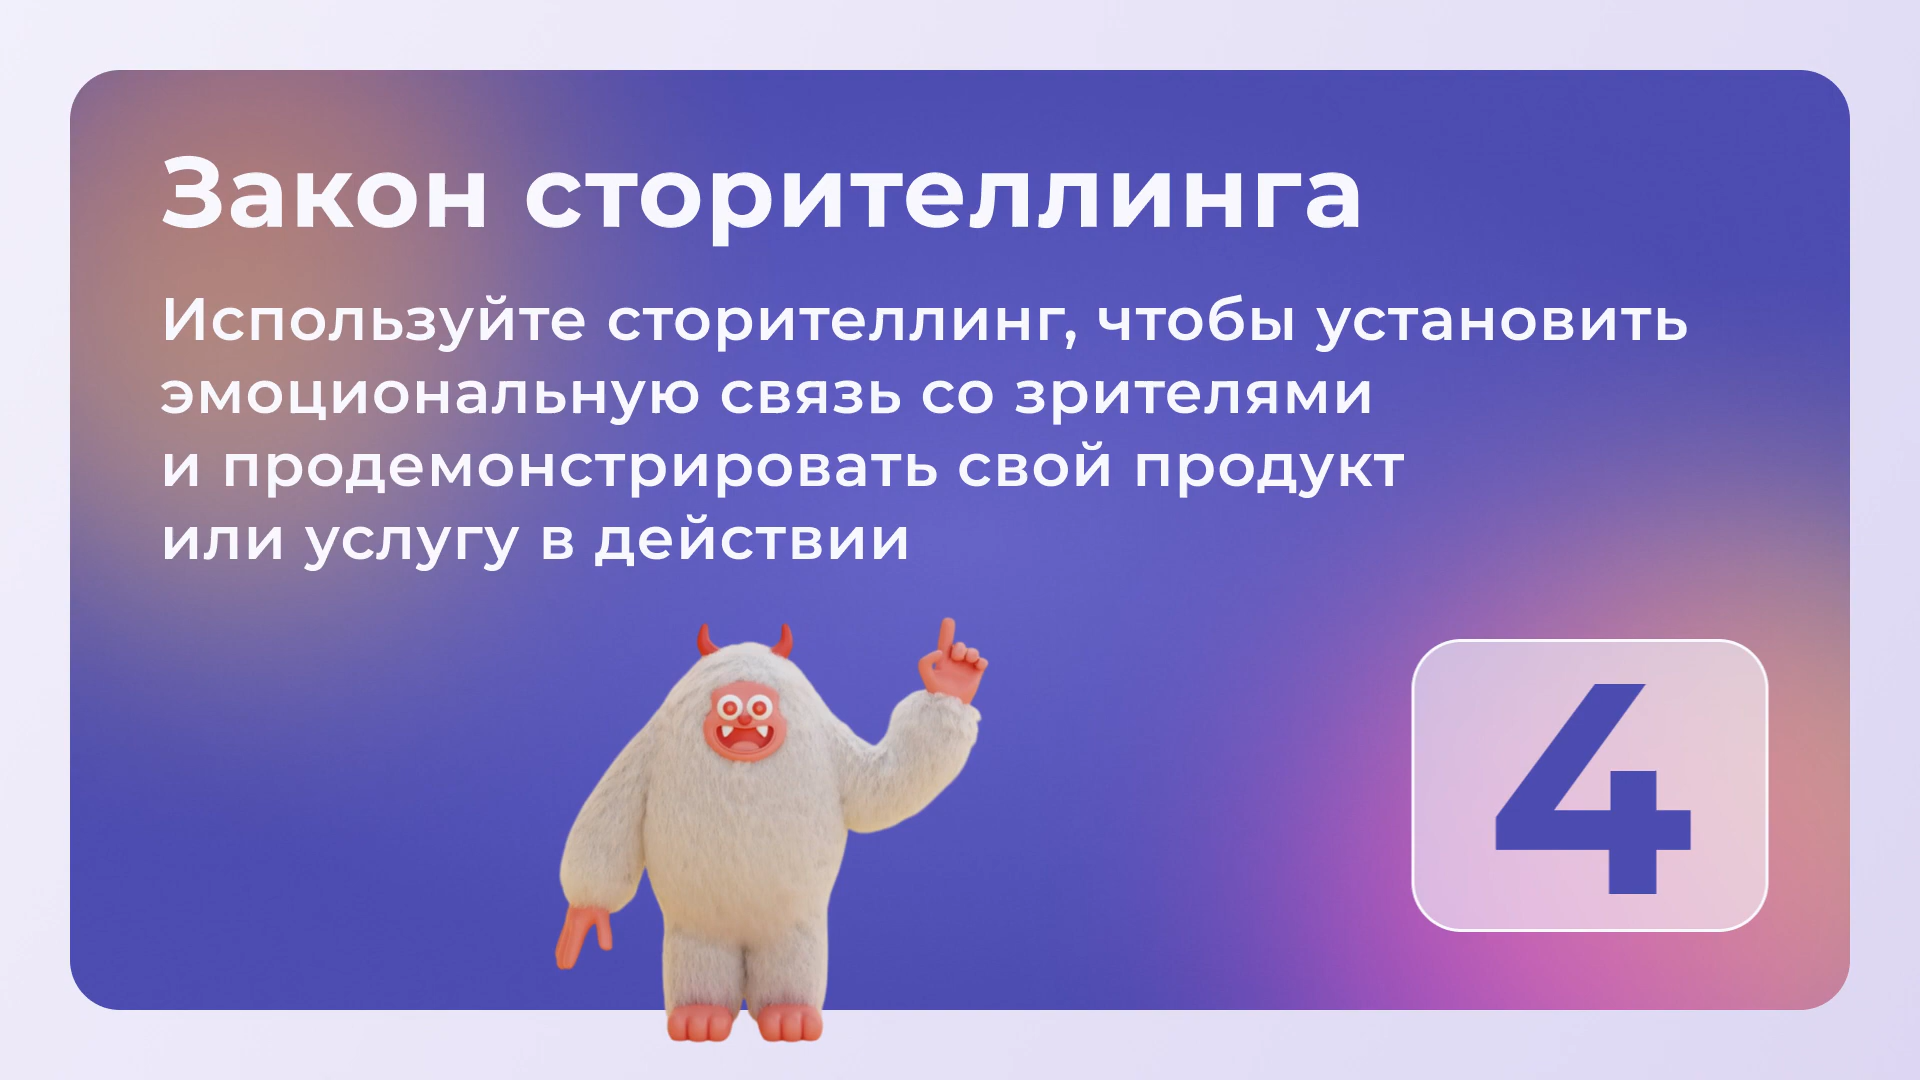 Закон сторителлинга
Используйте сторителлинг, чтобы установить
эмоциональную связь со зрителями
и продемонстрировать свой продукт
или услугу в действии
4